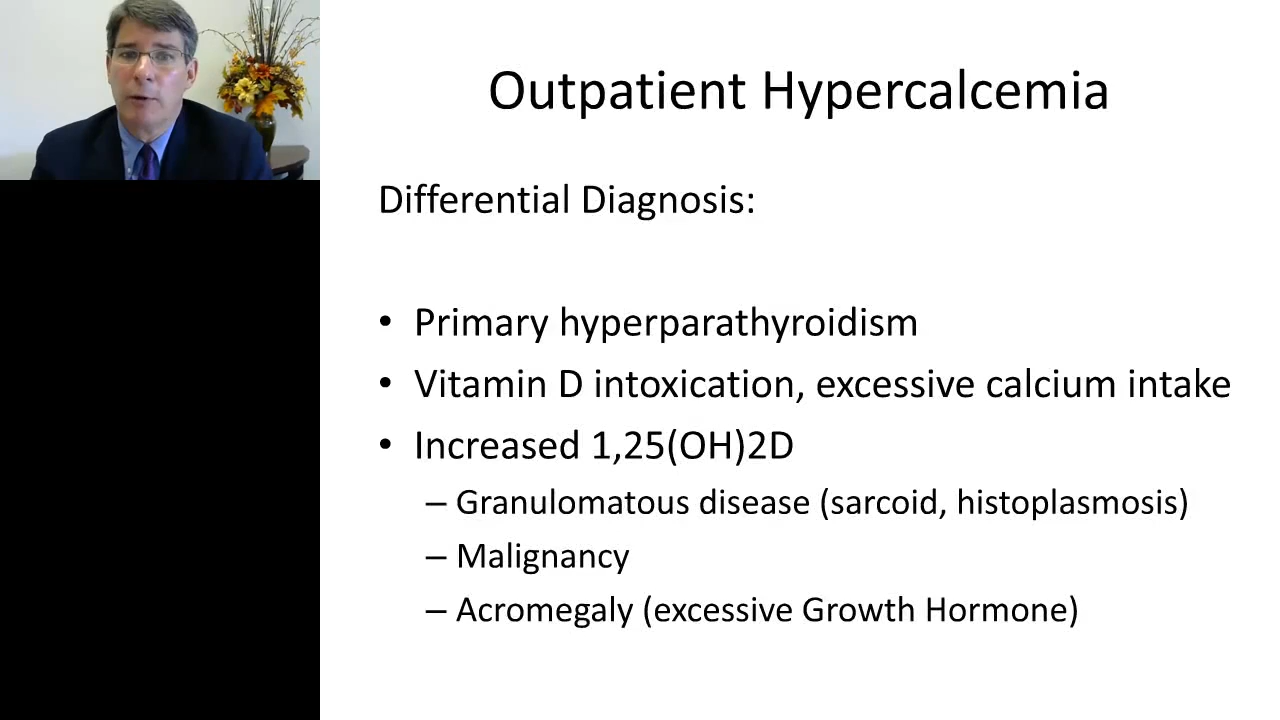 Outpatient Hypercalcemia
Differential Diagnosis:
• Primary hyperparathyroidism
• Vitamin D intoxication, excessive calcium intake
• Increased 1,25(OH)2D
– Granulomatous disease (sarcoid, histoplasmosis)
– Malignancy
– Acromegaly (excessive Growth Hormone)